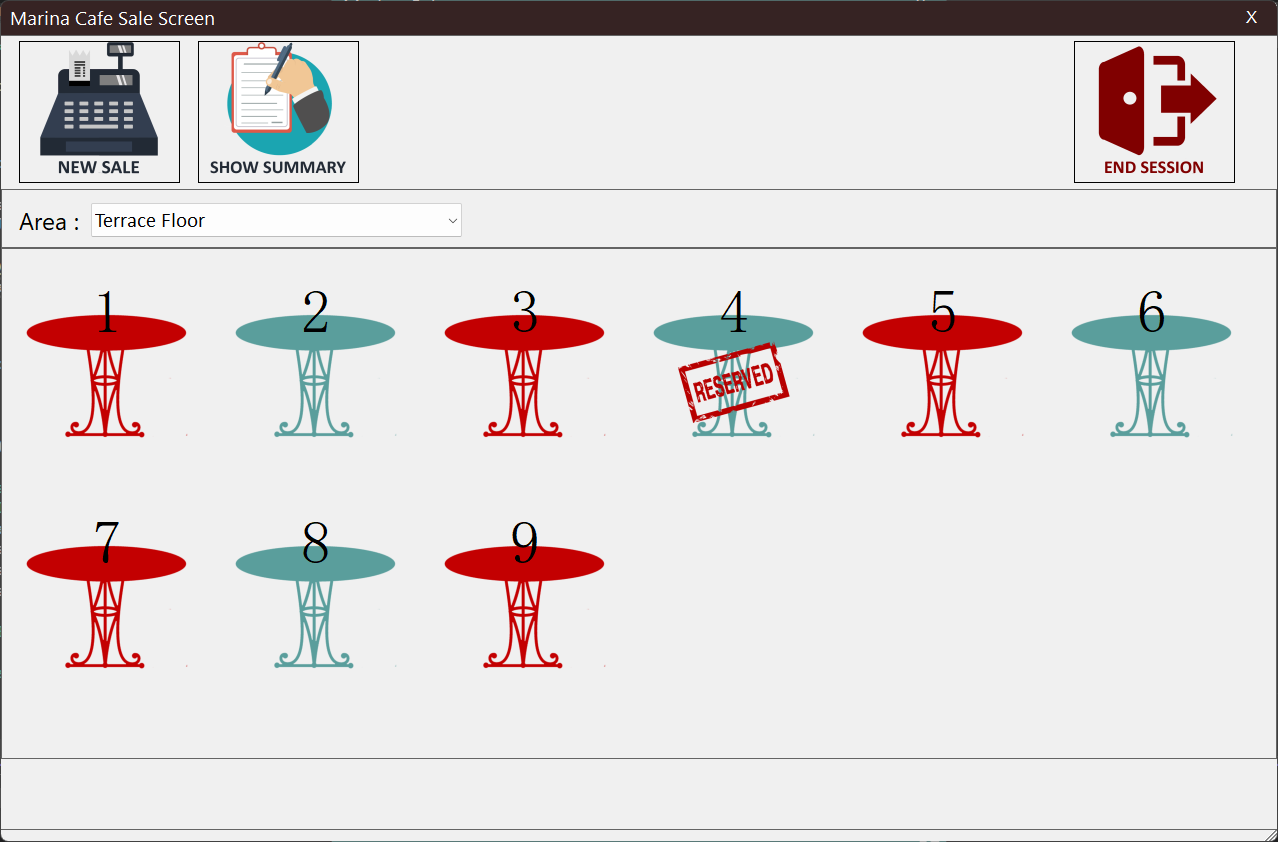 Marina Cafe Sale Screen X
NEW SALE
SHOW SUMMARY
END SESSION
Area : Terrace Floor
1 2 3 4 5 6
RESERVED
7 8 9